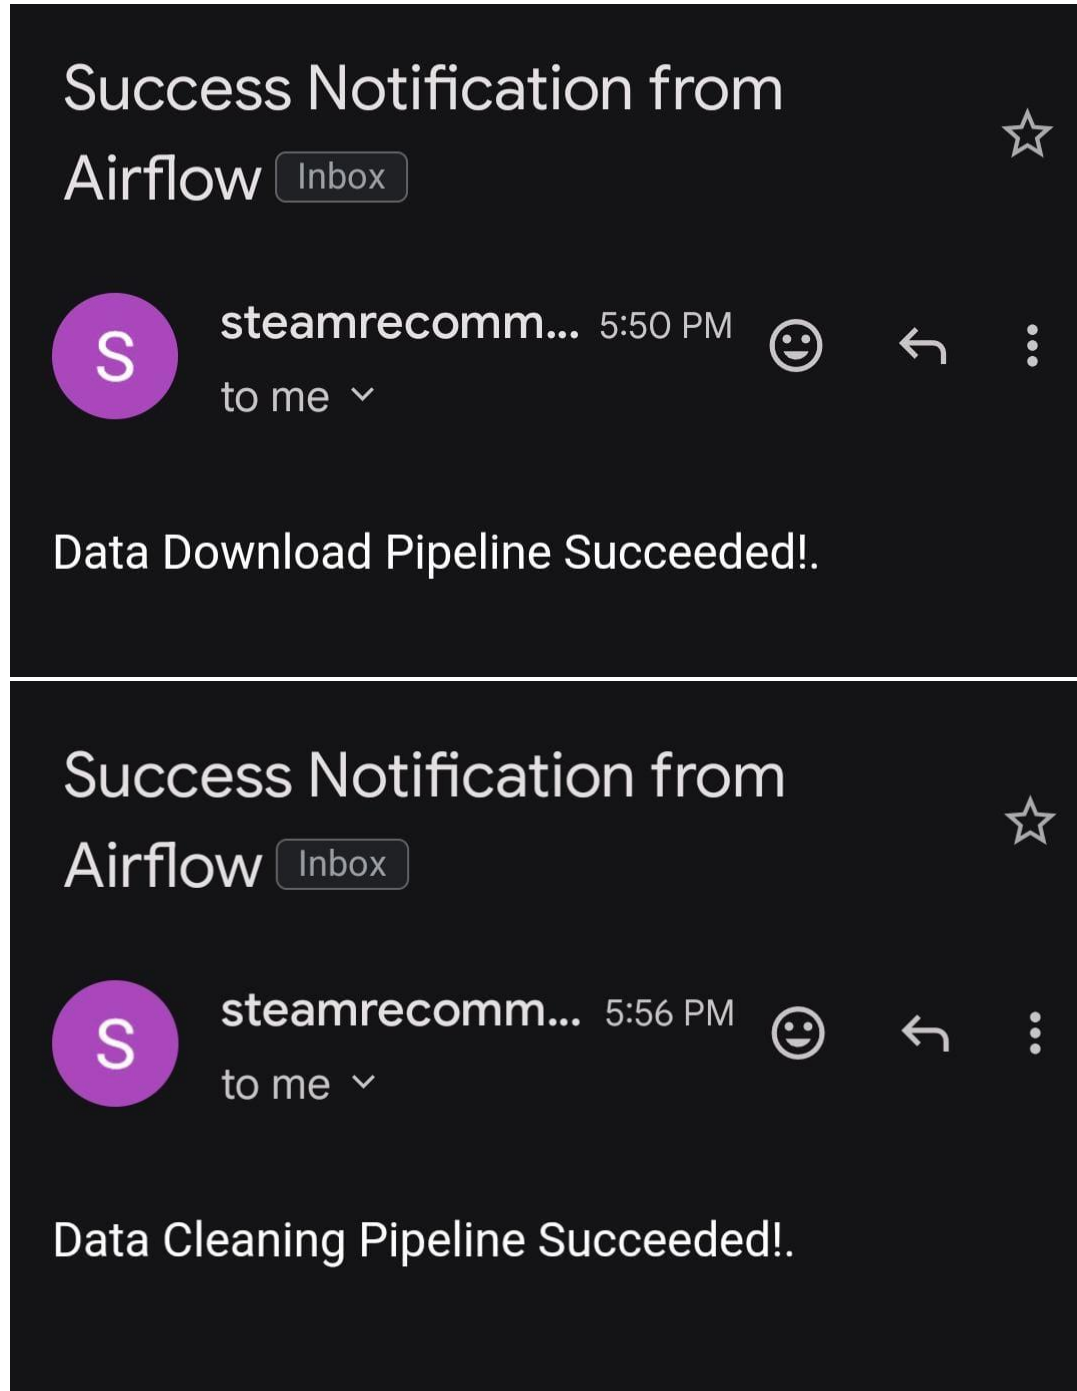 Success Notification from
Airflow Inbox
S
steamrecomm... 5:50 PM
to me
Data Download Pipeline Succeeded!.
Success Notification from
Airflow Inbox
S
steamrecomm... 5:56 PM
to me
Data Cleaning Pipeline Succeeded!.